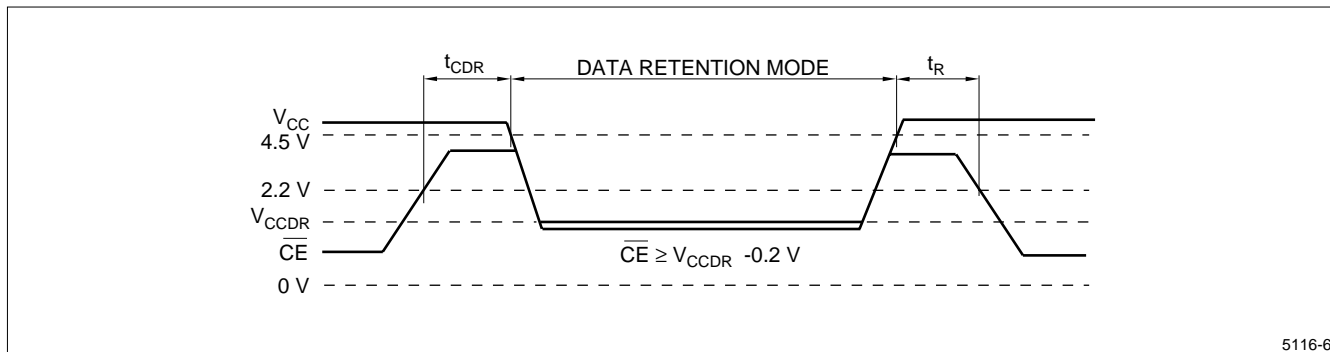 tCDR DATA RETENTION MODE tR
VCC
4.5 V
2.2 V
VCCDR
CE
CE ≥ VCCDR -0.2 V
0 V
5116-6